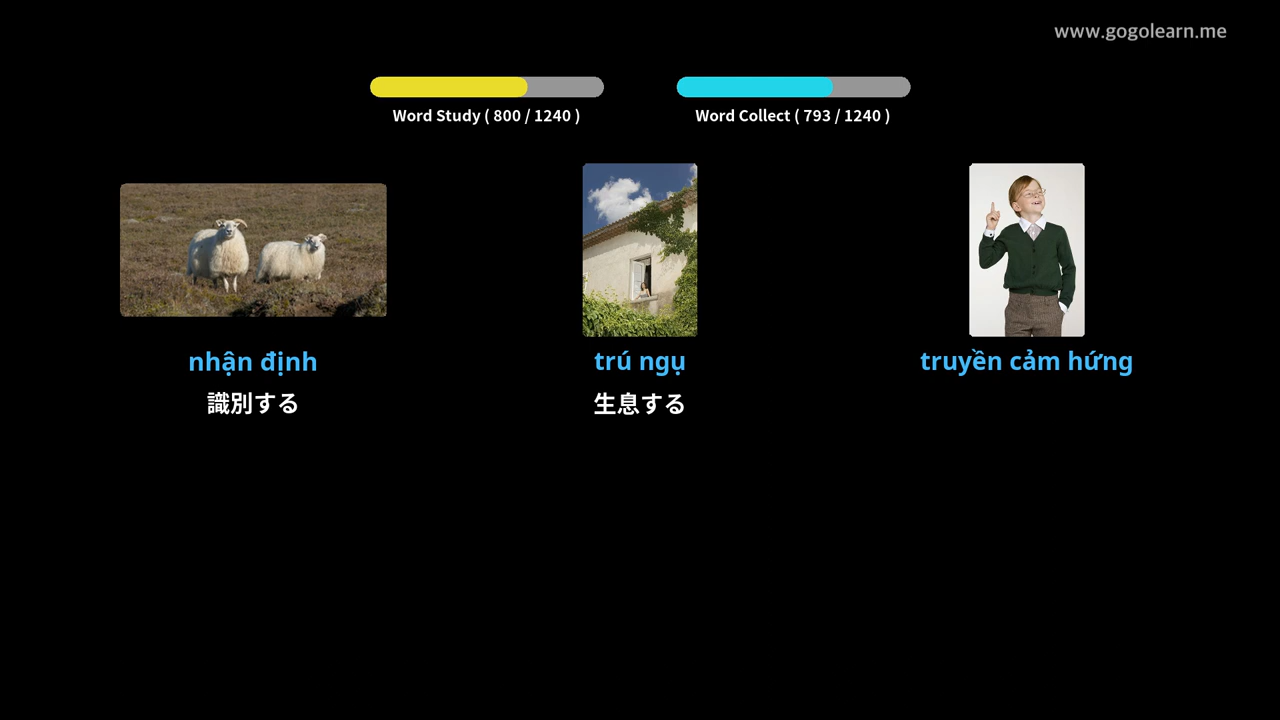 www.gogolearn.me
Word Study ( 800 / 1240 )
Word Collect ( 793 / 1240 )
nhận định
trú ngụ
truyền cảm hứng
識別する
生息する